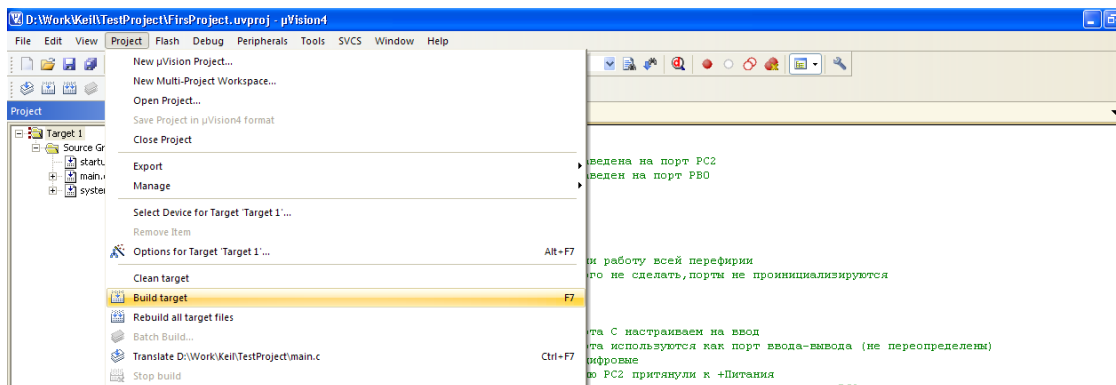 D:\Work\Keil\TestProject\FirsProject.uvproj - µVision4
File Edit View Project Flash Debug Peripherals Tools SVCS Window Help
New µVision Project...
New Multi-Project Workspace...
Open Project...
Save Project in µVision4 format
Close Project
Export
Manage
Select Device for Target 'Target 1'...
Remove Item
Options for Target 'Target 1'... Alt+F7
Clean target
Build target F7
Rebuild all target files
Batch Build...
Translate D:\Work\Keil\TestProject\main.c Ctrl+F7
Stop build
Project
Target 1
Source Gr
startu
main.
system
ведена на порт PC2
веден на порт PB0
и работу всей перефирии
го не сделать,порты не проинициализируются
та C настраиваем на ввод
та используются как порт ввода-вывода (не переопределены)
цифровые
ю PC2 притянули к +Питания